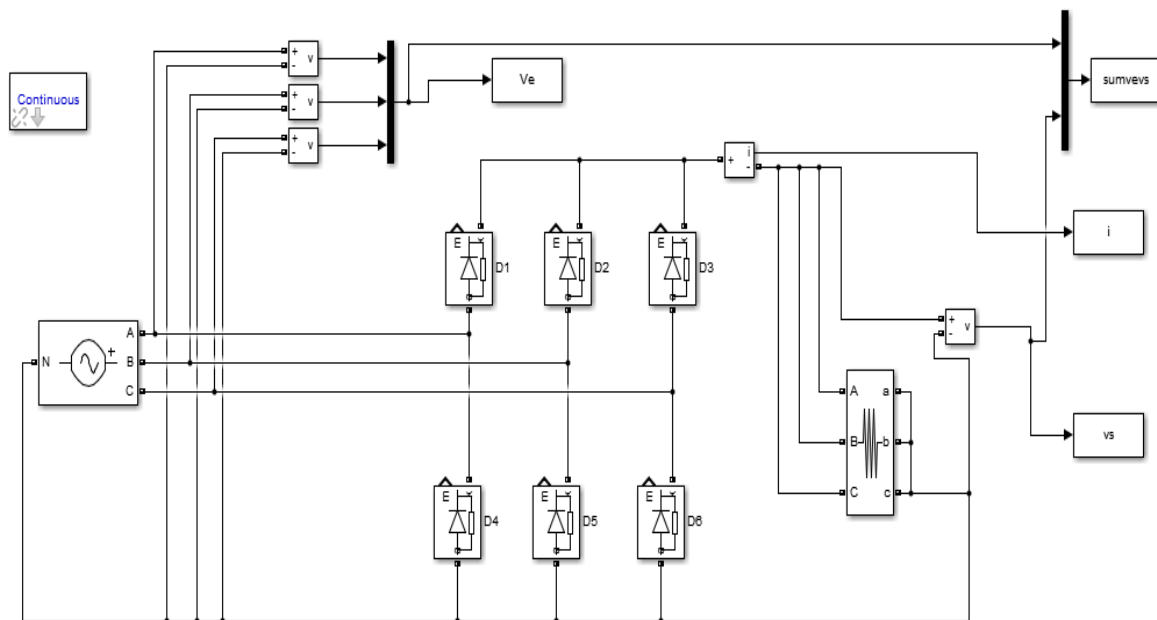 + v
-
+ v
-
+ v
-
Continuous
Ve
sumvevs
+ i
-
i
E
D1
E
D2
E
D3
A
N + B
C
+ v
-
A a
B b
C c
vs
E
D4
E
D5
E
D6